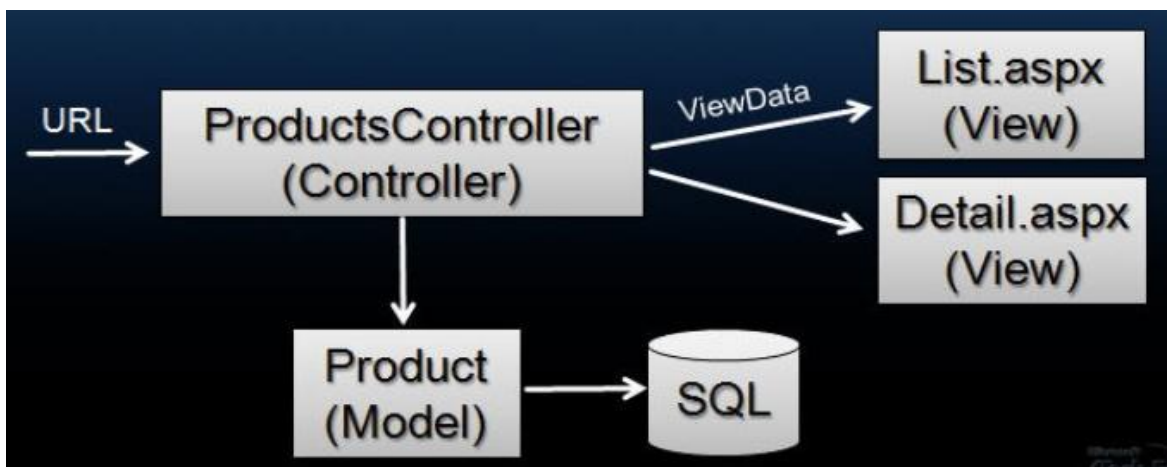 URL
ProductsController
(Controller)
ViewData
List.aspx
(View)
Detail.aspx
(View)
Product
(Model)
SQL